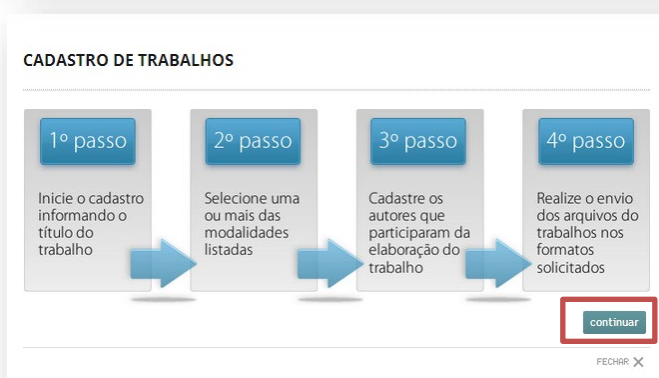 CADASTRO DE TRABALHOS
1º passo
Inicie o cadastro
informando o
título do
trabalho
2º passo
Selecione uma
ou mais das
modalidades
listadas
3º passo
Cadastre os
autores que
participaram da
elaboração do
trabalho
4º passo
Realize o envio
dos arquivos do
trabalhos nos
formatos
solicitados
continuar
FECHAR X